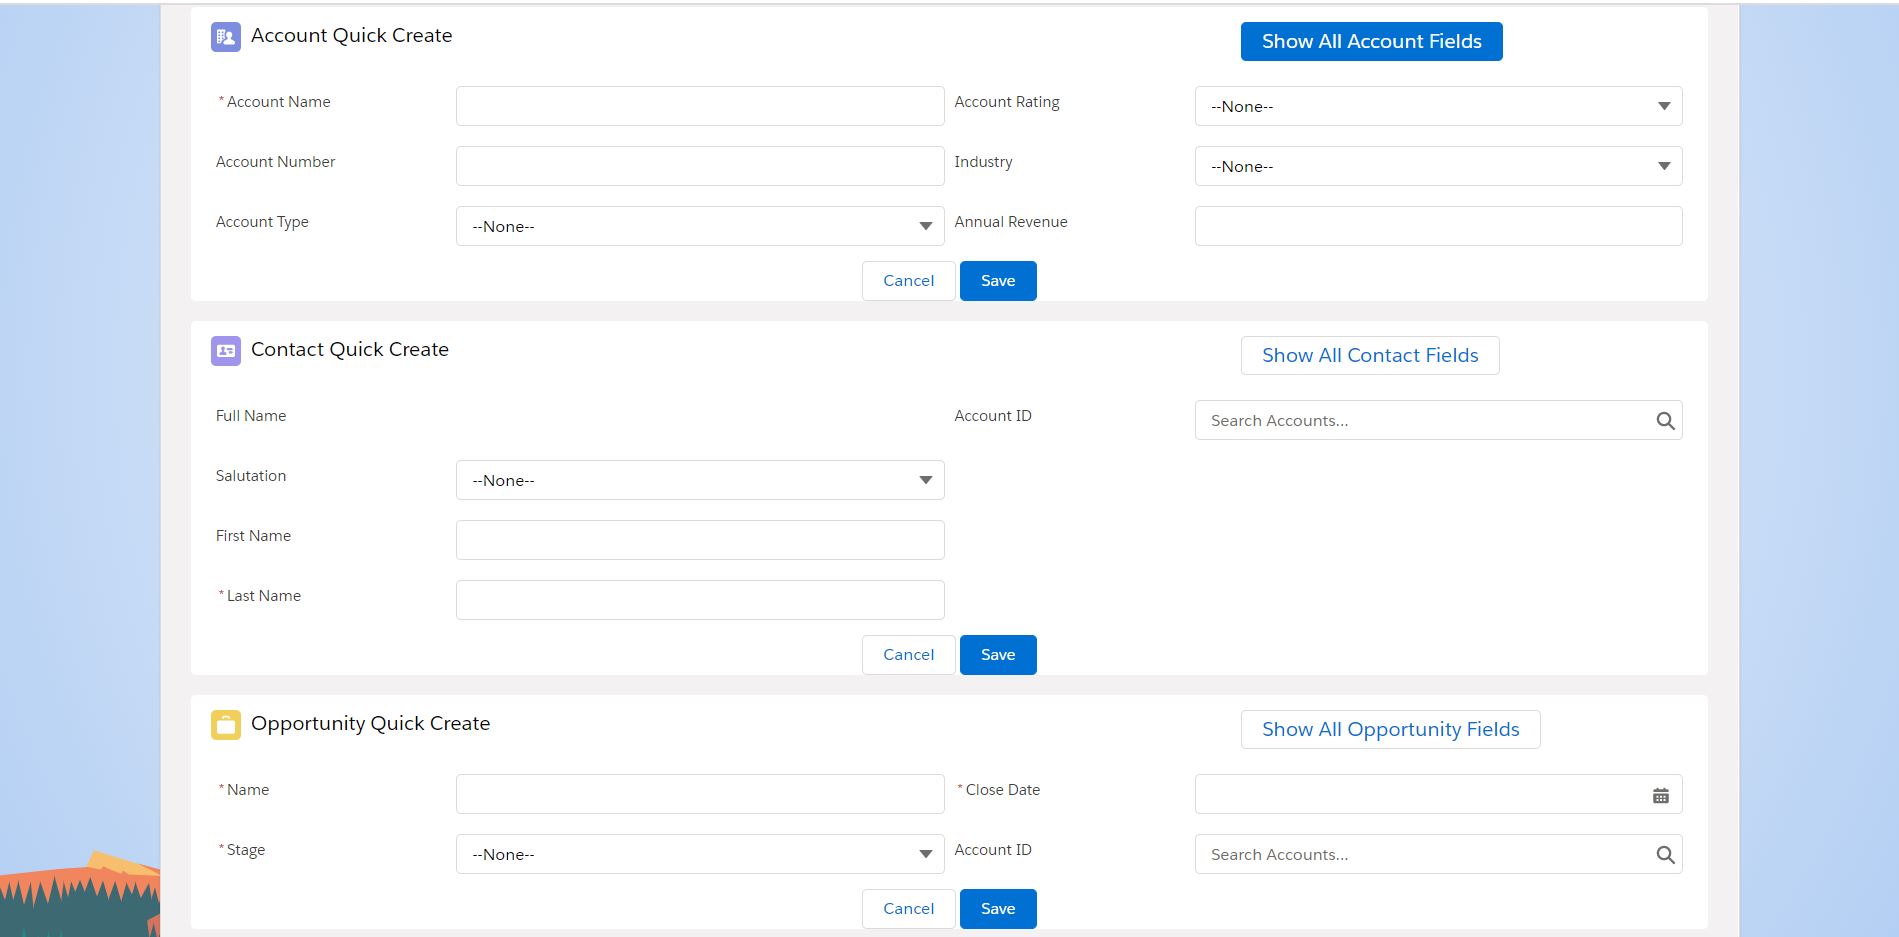 Account Quick Create
Show All Account Fields
*Account Name
Account Rating
--None--
Account Number
Industry
--None--
Account Type
--None--
Annual Revenue
Cancel
Save
Contact Quick Create
Show All Contact Fields
Full Name
Account ID
Search Accounts...
Salutation
--None--
First Name
*Last Name
Cancel
Save
Opportunity Quick Create
Show All Opportunity Fields
*Name
*Close Date
*Stage
--None--
Account ID
Search Accounts...
Cancel
Save